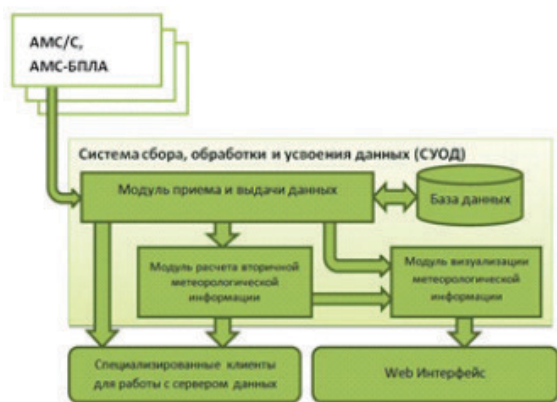 АМС/С,
АМС-БПЛА
Система сбора, обработки и усвоения данных (СУОД)
Модуль приема и выдачи данных
База данных
Модуль расчета вторичной
метеорологической
информации
Модуль визуализации
метеорологической
информации
Специализированные клиенты
для работы с сервером данных
Web Интерфейс